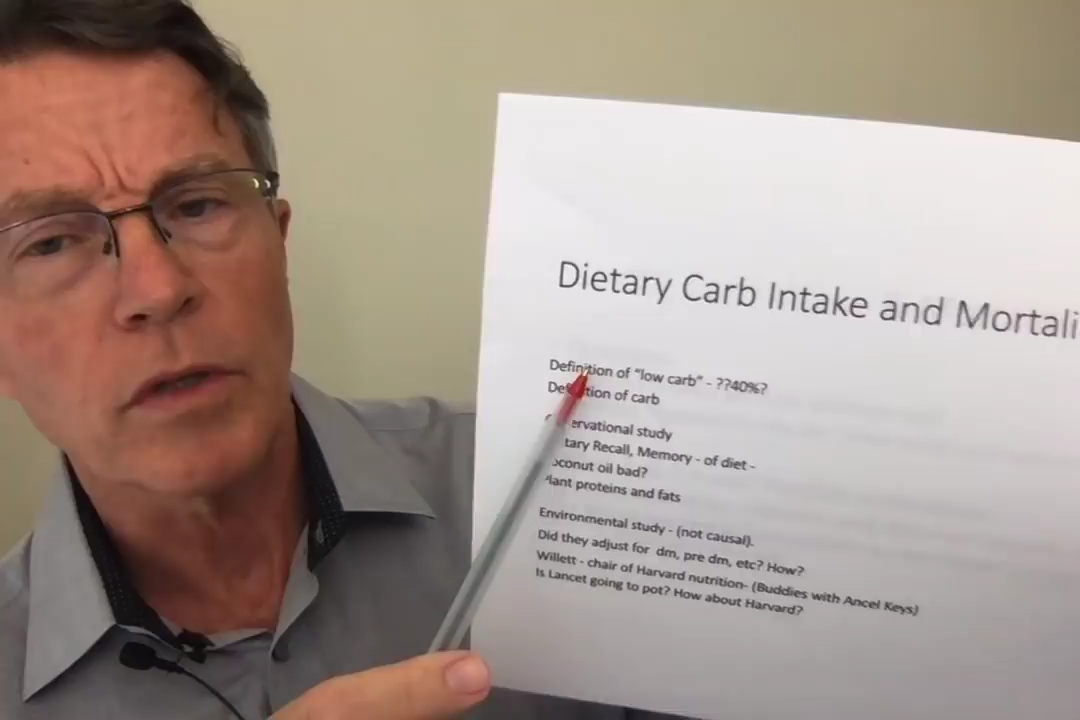 Dietary Carb Intake and Mortali
Definition of “low carb” - ??40%?
Definition of carb
ervational study
tary Recall, Memory - of diet -
oconut oil bad?
Plant proteins and fats
Environmental study - (not causal).
Did they adjust for dm, pre dm, etc? How?
Willett - chair of Harvard nutrition- (Buddies with Ancel Keys)
Is Lancet going to pot? How about Harvard?